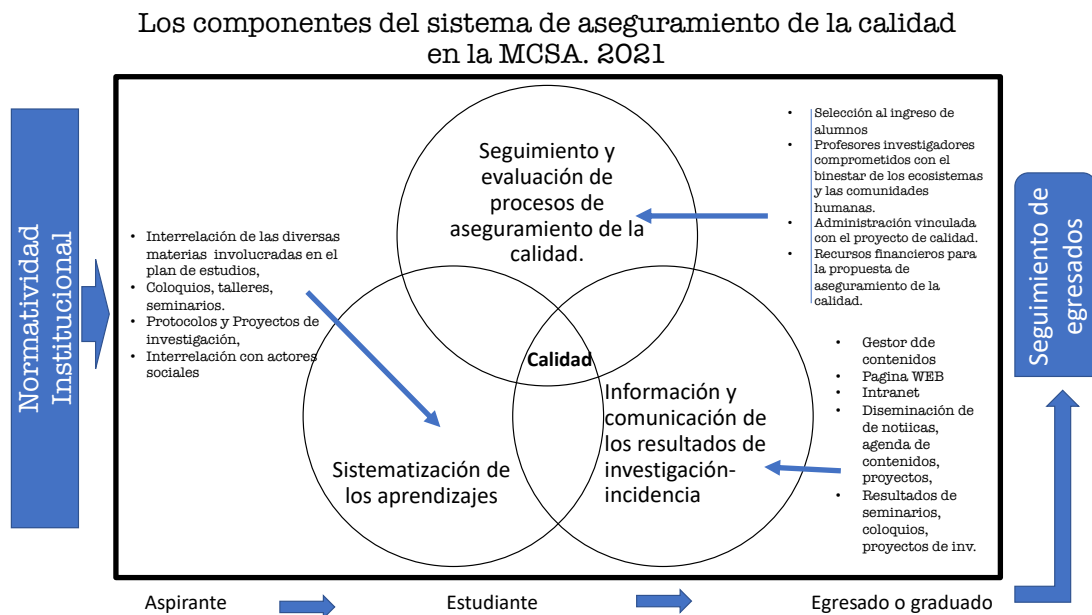 Los componentes del sistema de aseguramiento de la calidad
en la MCSA. 2021
Normatividad
Institucional
Seguimiento y
evaluación de
procesos de
aseguramiento de la
calidad.
• Selección al ingreso de
alumnos
• Profesores investigadores
comprometidos con el
binestar de los ecosistemas
y las comunidades
humanas.
• Administración vinculada
con el proyecto de calidad.
• Recursos financieros para
la propuesta de
aseguramiento de la
calidad.
• Interrelación de las diversas
materias involucradas en el
plan de estudios,
• Coloquios, talleres,
seminarios.
• Protocolos y Proyectos de
investigación,
• Interrelación con actores
sociales
Calidad
Sistematización de
los aprendizajes
Información y
comunicación de
los resultados de
investigación-
incidencia
• Gestor dde
contenidos
• Pagina WEB
• Intranet
• Diseminación de
de notiicas,
agenda de
contenidos,
proyectos,
• Resultados de
seminarios,
coloquios,
proyectos de inv.
Seguimiento de
egresados
Aspirante
Estudiante
Egresado o graduado